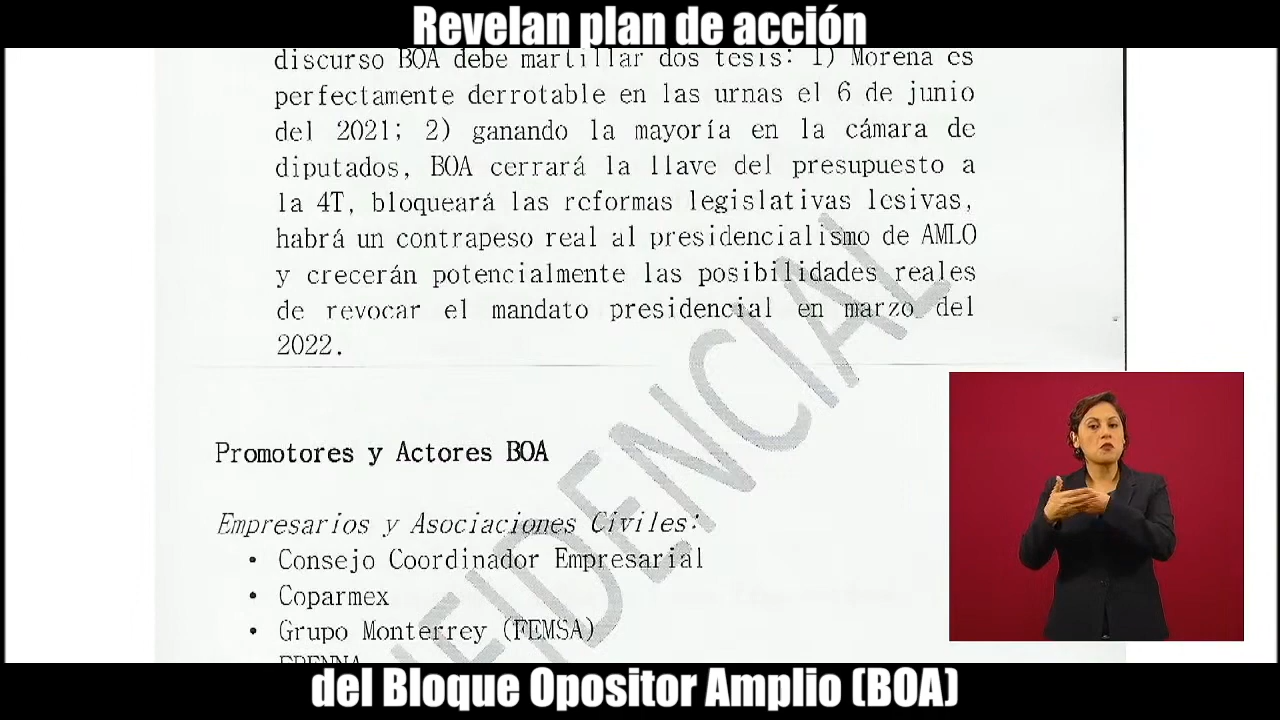 Revelan plan de acción
discurso BOA debe martillar dos tesis: 1) Morena es
perfectamente derrotable en las urnas el 6 de junio
del 2021; 2) ganando la mayoría en la cámara de
diputados, BOA cerrará la llave del presupuesto a
la 4T, bloqueará las reformas legislativas lesivas,
habrá un contrapeso real al presidencialismo de AMLO
y crecerán potencialmente las posibilidades reales
de revocar el mandato presidencial en marzo del
2022.
Promotores y Actores BOA
Empresarios y Asociaciones Civiles:
• Consejo Coordinador Empresarial
• Coparmex
• Grupo Monterrey (FEMSA)
del Bloque Opositor Amplio (BOA)